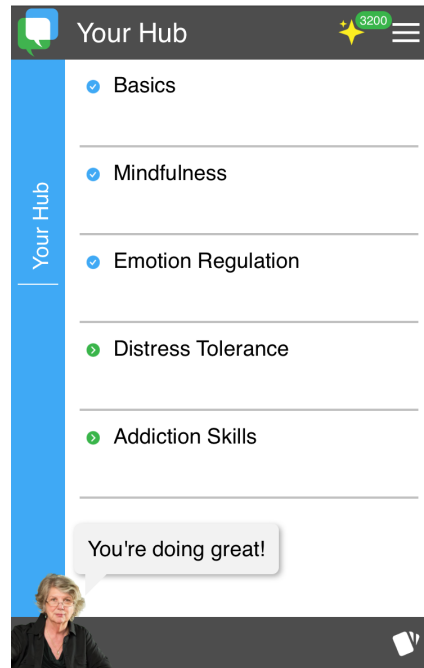 Your Hub
3200
Your Hub
Basics
Mindfulness
Emotion Regulation
Distress Tolerance
Addiction Skills
You're doing great!